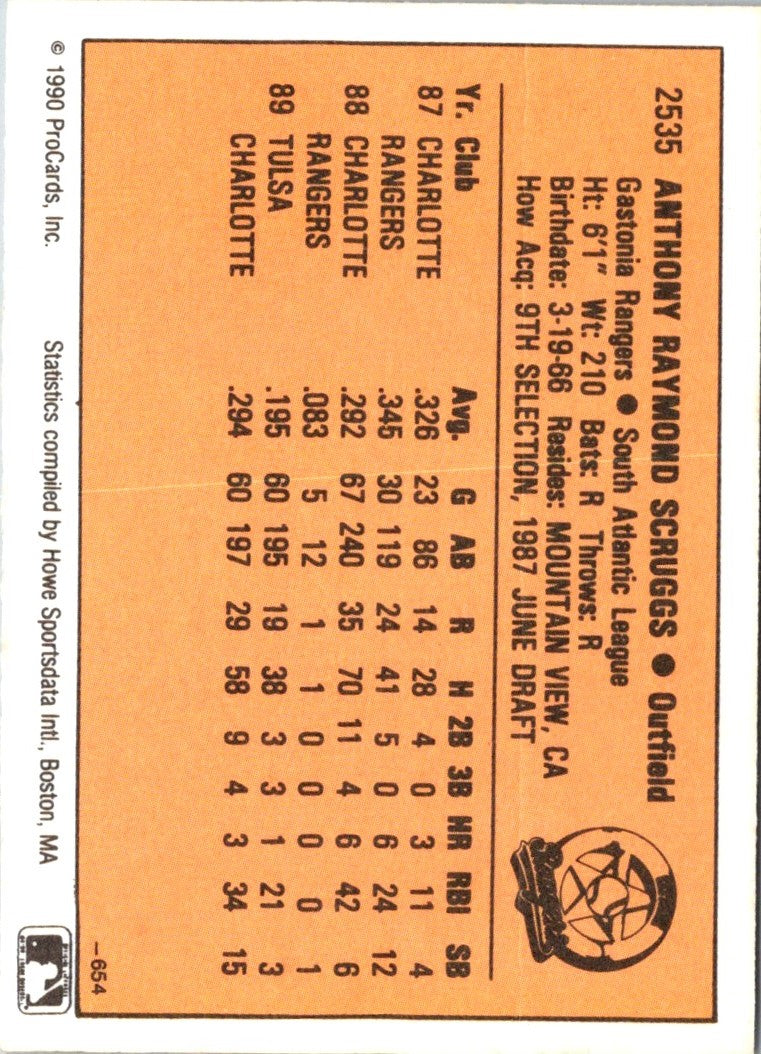 2535 ANTHONY RAYMOND SCRUGGS ● Outfield
Gastonia Rangers ● South Atlantic League
Ht: 6'1" Wt: 210 Bats: R Throws: R
Birthdate: 3-19-66 Resides: MOUNTAIN VIEW, CA
How Acq: 9TH SELECTION, 1987 JUNE DRAFT
Rangers
Yr. Club Avg. G AB R H 2B 3B HR RBI SB
87 CHARLOTTE .326 23 86 14 28 4 0 3 11 4
RANGERS .345 30 119 24 41 5 0 6 24 12
88 CHARLOTTE .292 67 240 35 70 11 4 6 42 6
RANGERS .083 5 12 1 1 0 0 0 0 1
89 TULSA .195 60 195 19 38 3 3 1 21 3
CHARLOTTE .294 60 197 29 58 9 4 3 34 15
–654
© 1990 ProCards, Inc. Statistics compiled by Howe Sportsdata Intl., Boston, MA